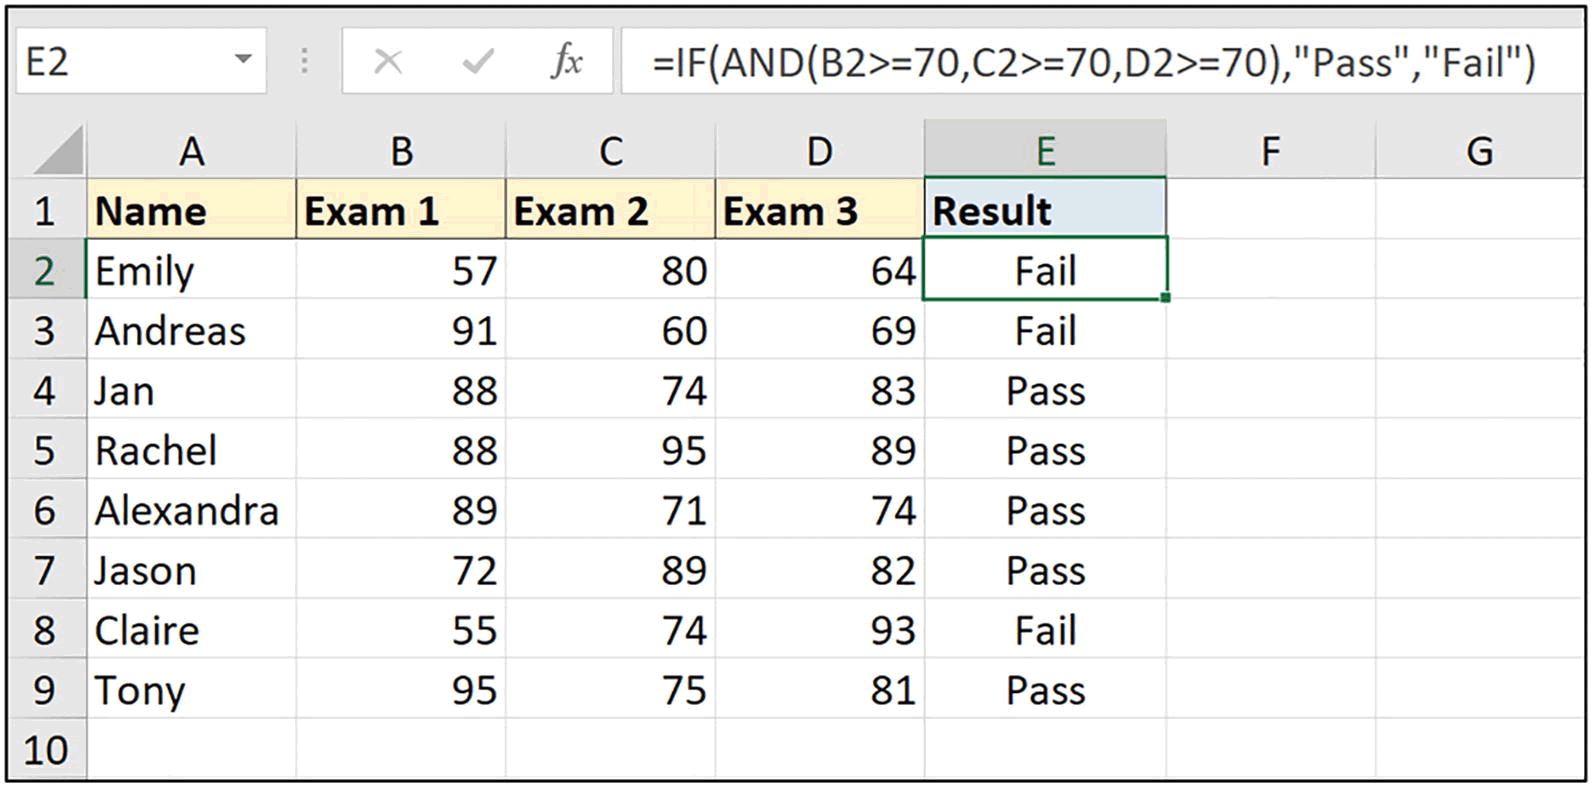 E2 fx =IF(AND(B2>=70,C2>=70,D2>=70),"Pass","Fail")
A B C D E F G
1 Name Exam 1 Exam 2 Exam 3 Result
2 Emily 57 80 64 Fail
3 Andreas 91 60 69 Fail
4 Jan 88 74 83 Pass
5 Rachel 88 95 89 Pass
6 Alexandra 89 71 74 Pass
7 Jason 72 89 82 Pass
8 Claire 55 74 93 Fail
9 Tony 95 75 81 Pass
10